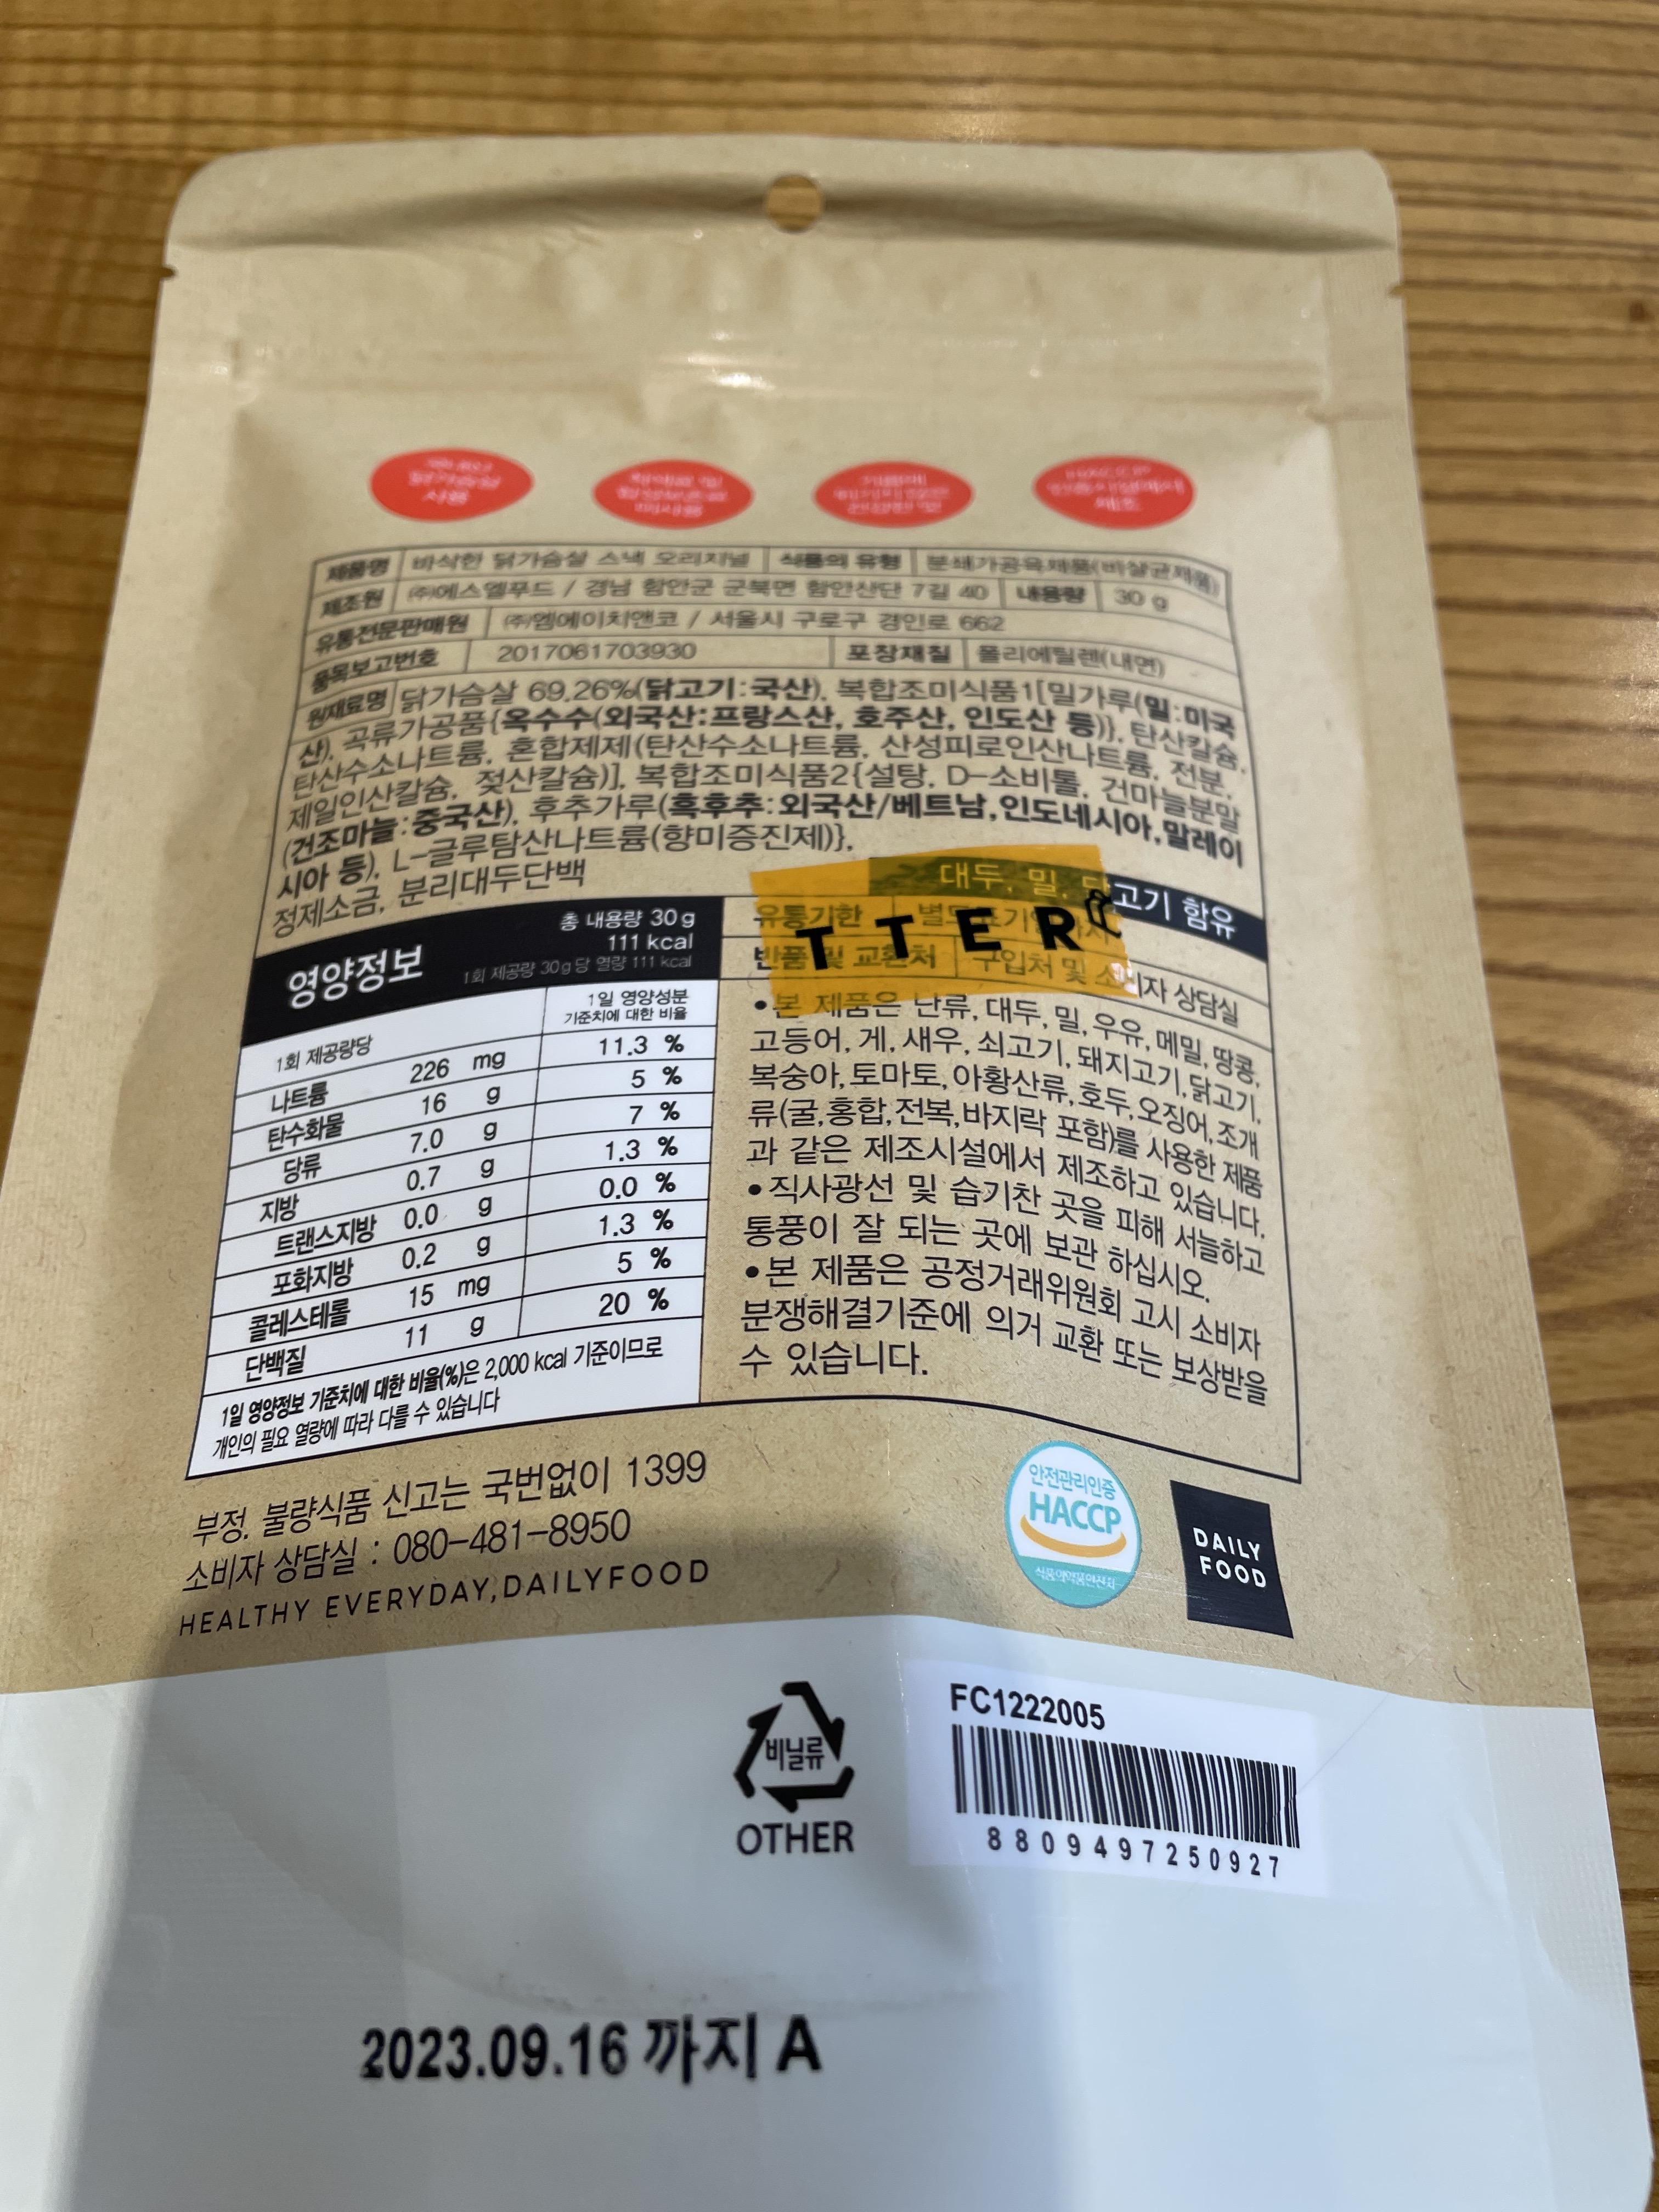 닭가슴살
사용
HACCP
제품명 바삭한 닭가슴살 스낵 오리지널 식품의 유형 분쇄가공육제품(비살균제품)
제조원 ㈜에스엘푸드 / 경남 함안군 군북면 함안산단 7길 40 내용량 30 g
유통전문판매원 ㈜엠에이치앤코 / 서울시 구로구 경인로 662
품목보고번호 2017061703930 포장재질 폴리에틸렌(내면)
원재료명 닭가슴살 69.26%(닭고기:국산), 복합조미식품1[밀가루(밀:미국
산), 곡류가공품{옥수수(외국산:프랑스산, 호주산, 인도산 등)}, 탄산칼슘,
탄산수소나트륨, 혼합제제(탄산수소나트륨, 산성피로인산나트륨, 전분,
제일인산칼슘, 젖산칼슘)], 복합조미식품2{설탕, D-소비톨, 건마늘분말
(건조마늘:중국산), 후추가루(흑후추:외국산/베트남,인도네시아,말레이
시아 등), L-글루탐산나트륨(향미증진제)},
정제소금, 분리대두단백
대두, 밀, 닭고기 함유
유통기한
TTER
반품 및 교환처 구입처 및 소비자 상담실
영양정보
총 내용량 30 g
111 kcal
1회 제공량 30g당 열량 111 kcal
1회 제공량당 1일 영양성분
기준치에 대한 비율
나트륨 226 mg 11.3 %
탄수화물 16 g 5 %
당류 7.0 g 7 %
지방 0.7 g 1.3 %
트랜스지방 0.0 g 0.0 %
포화지방 0.2 g 1.3 %
콜레스테롤 15 mg 5 %
단백질 11 g 20 %
1일 영양정보 기준치에 대한 비율(%)은 2,000 kcal 기준이므로
개인의 필요 열량에 따라 다를 수 있습니다
•본 제품은 난류, 대두, 밀, 우유, 메밀, 땅콩,
고등어, 게, 새우, 쇠고기, 돼지고기, 닭고기,
복숭아, 토마토, 아황산류, 호두, 오징어, 조개
류(굴,홍합,전복,바지락 포함)를 사용한 제품
과 같은 제조시설에서 제조하고 있습니다.
•직사광선 및 습기찬 곳을 피해 서늘하고
통풍이 잘 되는 곳에 보관 하십시오.
•본 제품은 공정거래위원회 고시 소비자
분쟁해결기준에 의거 교환 또는 보상받을
수 있습니다.
부정. 불량식품 신고는 국번없이 1399
소비자 상담실 : 080-481-8950
HEALTHY EVERYDAY,DAILYFOOD
안전관리인증
HACCP
식품의약품안전처
DAILY
FOOD
비닐류
OTHER
FC1222005
8809497250927
2023.09.16 까지 A